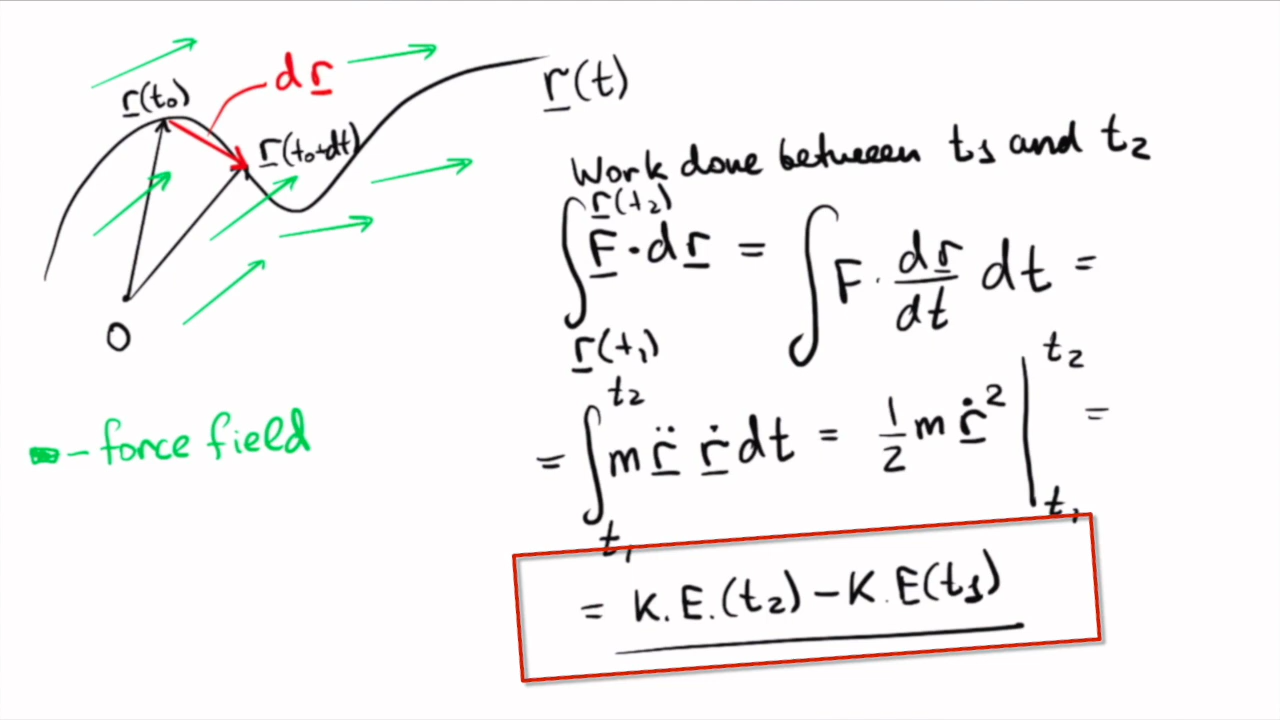 dr
r(t₀)
r(t₀+dt)
O
- force field
r(t)
Work done between t₁ and t₂
∫_{r(t₁)}^{r(t₂)} F · dr = ∫ F · dr/dt dt =
= ∫_{t₁}^{t₂} m r̈ ṙ dt = 1/2 m ṙ² |_{t₁}^{t₂} =
= K.E.(t₂) – K.E(t₁)